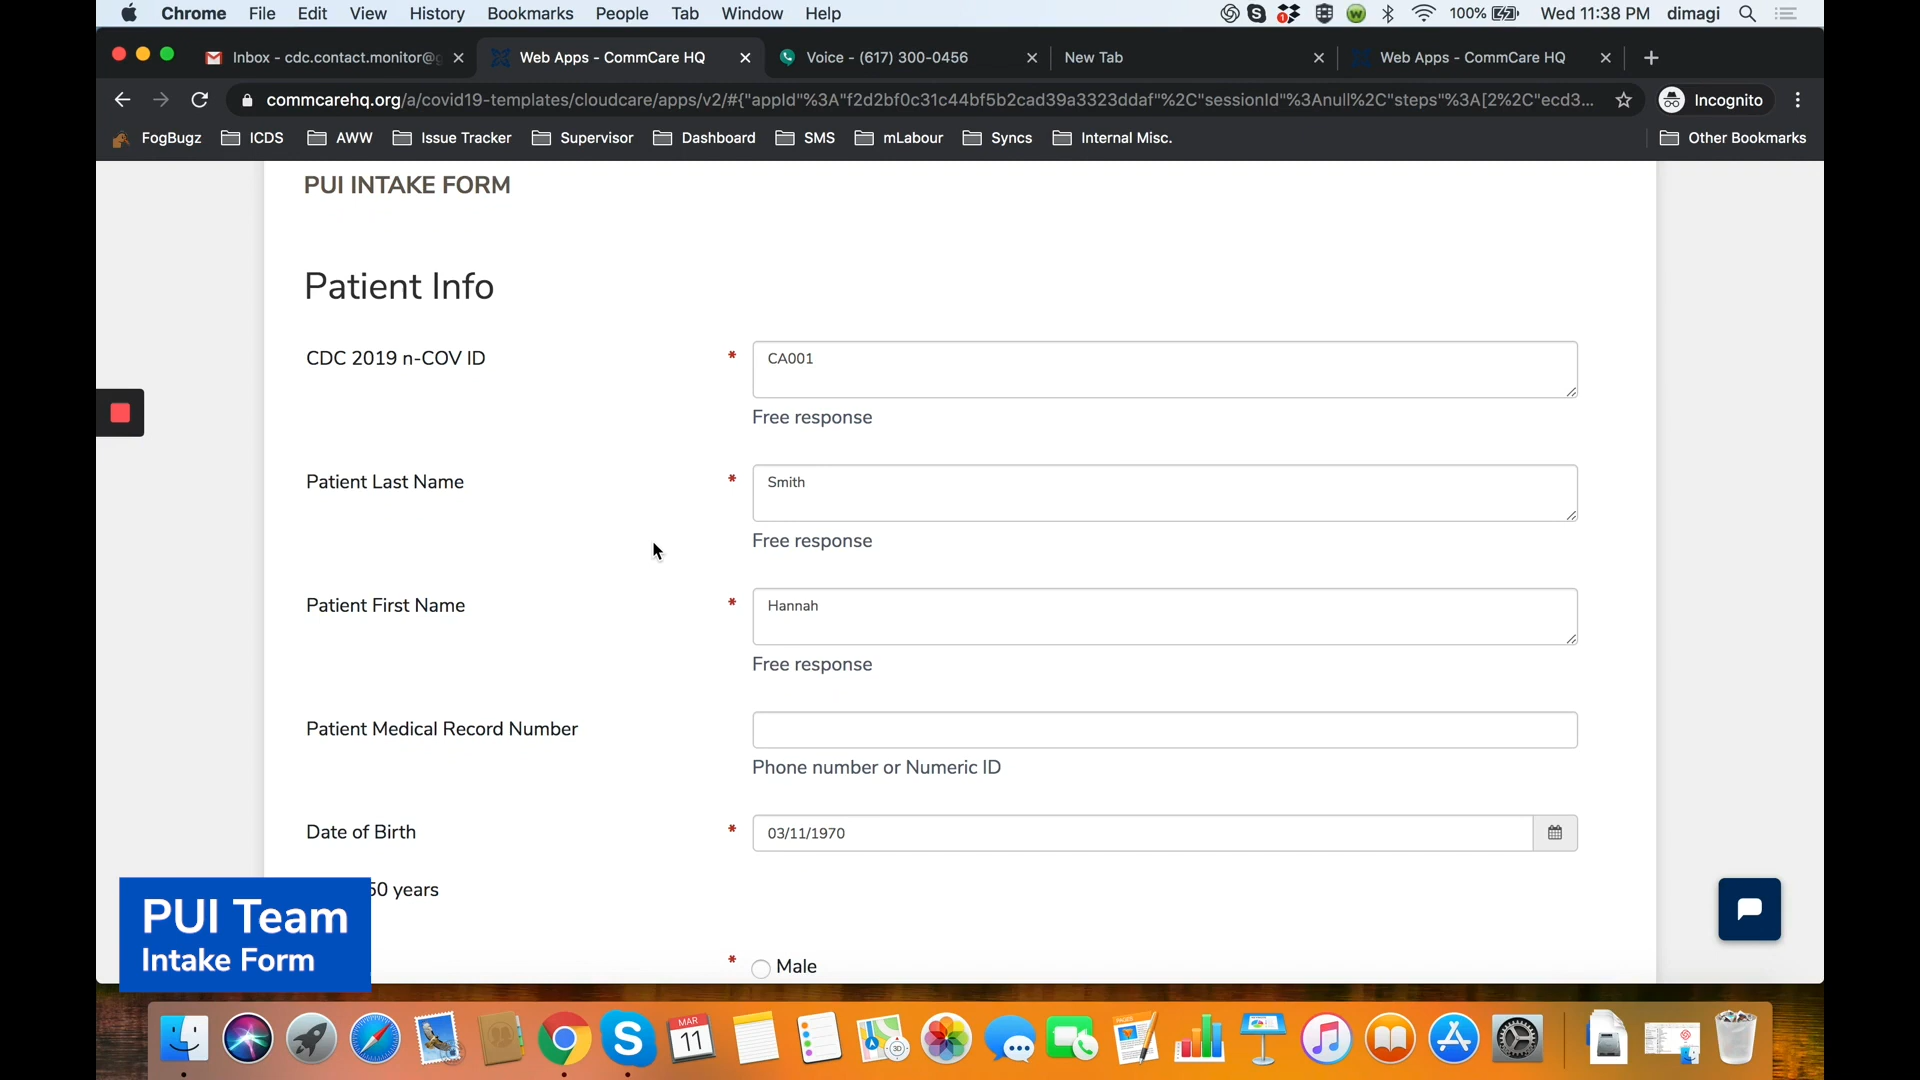 Chrome File Edit View History Bookmarks People Tab Window Help 100% Wed 11:38 PM dimagi
Inbox - cdc.contact.monitor@g Web Apps - CommCare HQ Voice - (617) 300-0456 New Tab Web Apps - CommCare HQ
commcarehq.org/a/covid19-templates/cloudcare/apps/v2/#{"appId"%3A"f2d2bf0c31c44bf5b2cad39a3323ddaf"%2C"sessionId"%3Anull%2C"steps"%3A[2%2C"ecd3... Incognito
FogBugz ICDS AWW Issue Tracker Supervisor Dashboard SMS mLabour Syncs Internal Misc. Other Bookmarks
PUI INTAKE FORM
Patient Info
CDC 2019 n-COV ID * CA001
Free response
Patient Last Name * Smith
Free response
Patient First Name * Hannah
Free response
Patient Medical Record Number
Phone number or Numeric ID
Date of Birth * 03/11/1970
50 years
PUI Team
Intake Form
* Male
MAR
11